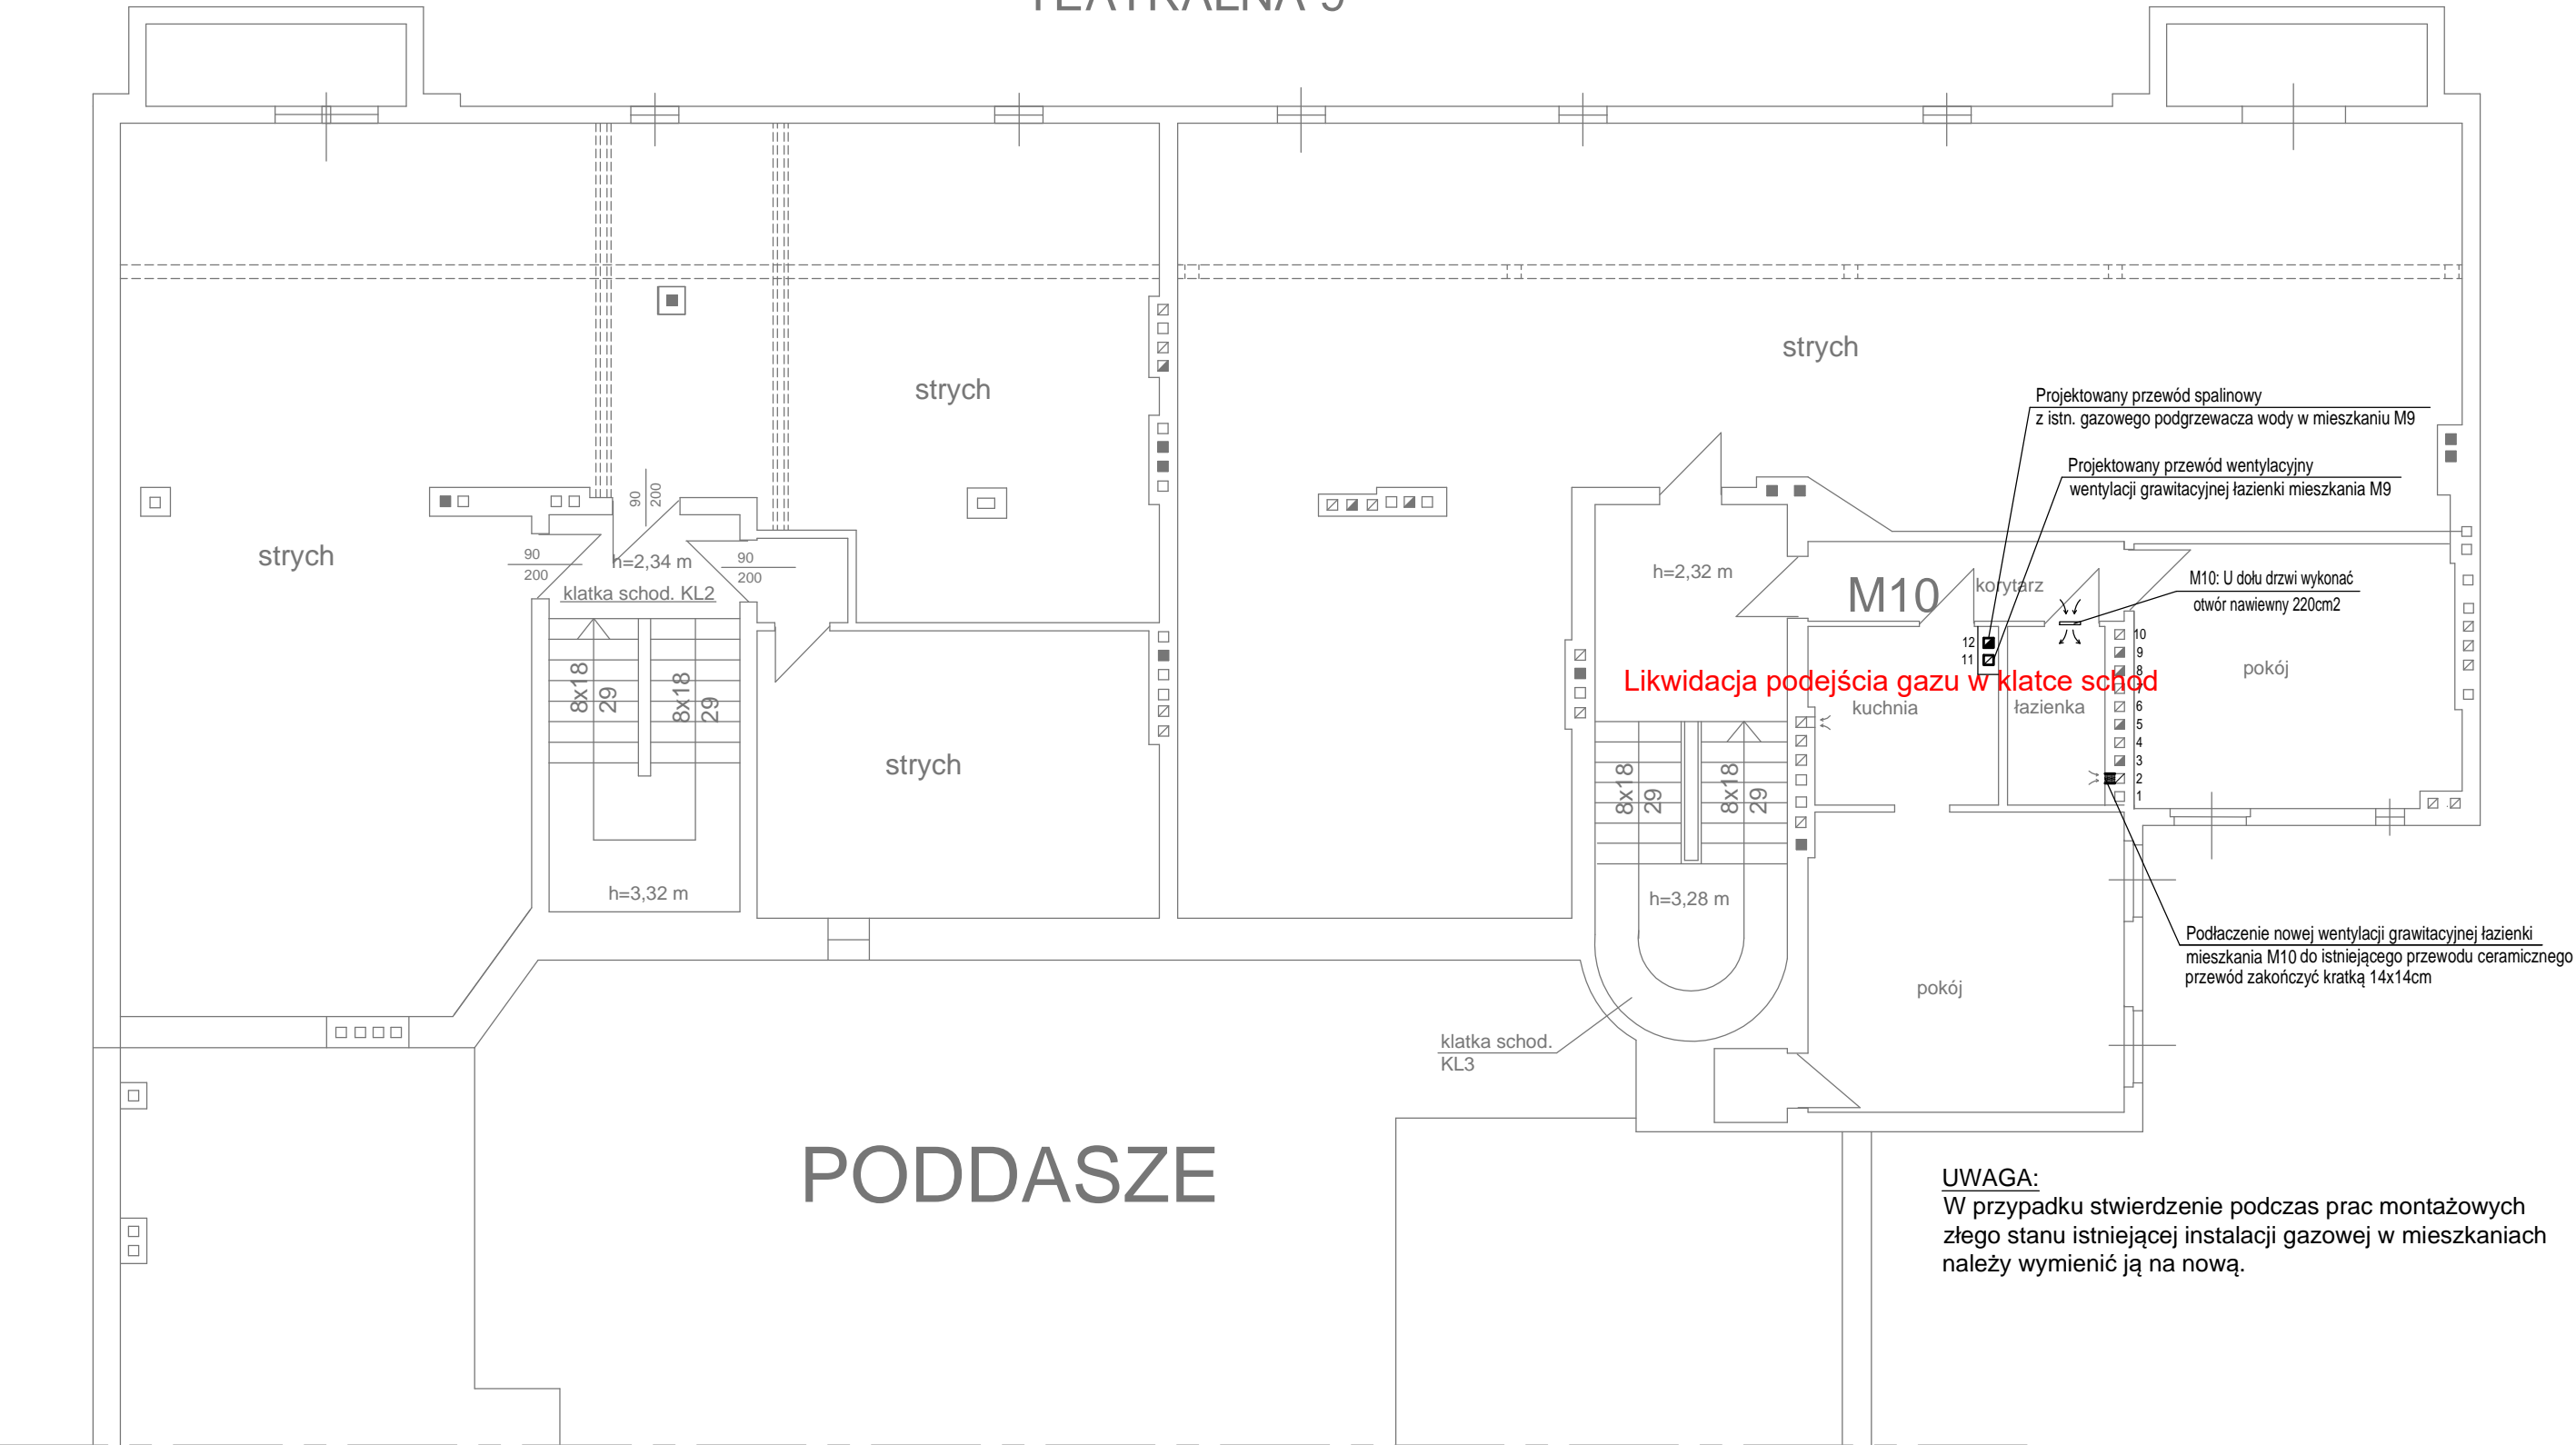 TEATRALNA 9
strych
Projektowany przewód spalinowy
z istn. gazowego podgrzewacza wody w mieszkaniu M9
strych
Projektowany przewód wentylacyjny
wentylacji grawitacyjnej łazienki mieszkania M9
90
200
strych
90
200
h=2,34 m
90
200
klatka schod. KL2
h=2,32 m
M10
korytarz
M10: U dołu drzwi wykonać
otwór nawiewny 220cm2
12
11
10
9
8
7
6
5
4
3
2
1
pokój
Likwidacja podejścia gazu w klatce schod
kuchnia
łazienka
8x18
29
8x18
29
strych
8x18
29
8x18
29
h=3,32 m
h=3,28 m
Podłaczenie nowej wentylacji grawitacyjnej łazienki
mieszkania M10 do istniejącego przewodu ceramicznego
przewód zakończyć kratką 14x14cm
pokój
klatka schod.
KL3
PODDASZE
UWAGA:
W przypadku stwierdzenie podczas prac montażowych
złego stanu istniejącej instalacji gazowej w mieszkaniach
należy wymienić ją na nową.